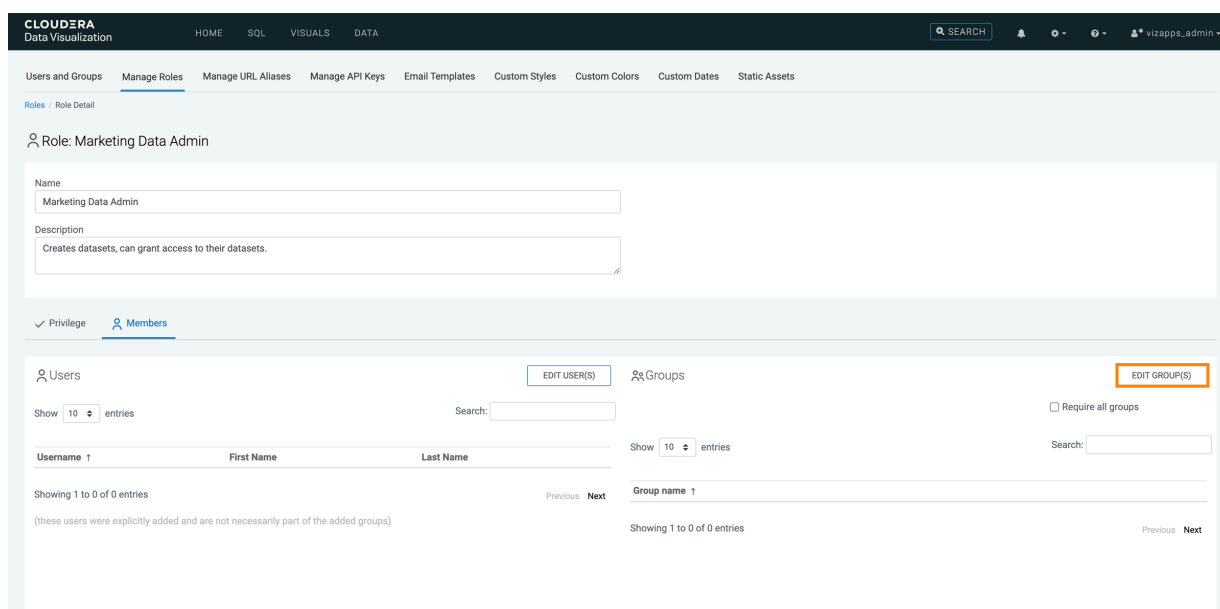 CLOUDERA
Data Visualization
HOME SQL VISUALS DATA
SEARCH
vizapps_admin
Users and Groups Manage Roles Manage URL Aliases Manage API Keys Email Templates Custom Styles Custom Colors Custom Dates Static Assets
Roles / Role Detail
Role: Marketing Data Admin
Name
Marketing Data Admin
Description
Creates datasets, can grant access to their datasets.
Privilege Members
Users
EDIT USER(S)
Show 10 entries
Search:
Username ↑ First Name Last Name
Showing 1 to 0 of 0 entries
Previous Next
(these users were explicitly added and are not necessarily part of the added groups)
Groups
EDIT GROUP(S)
Require all groups
Show 10 entries
Search:
Group name ↑
Showing 1 to 0 of 0 entries
Previous Next